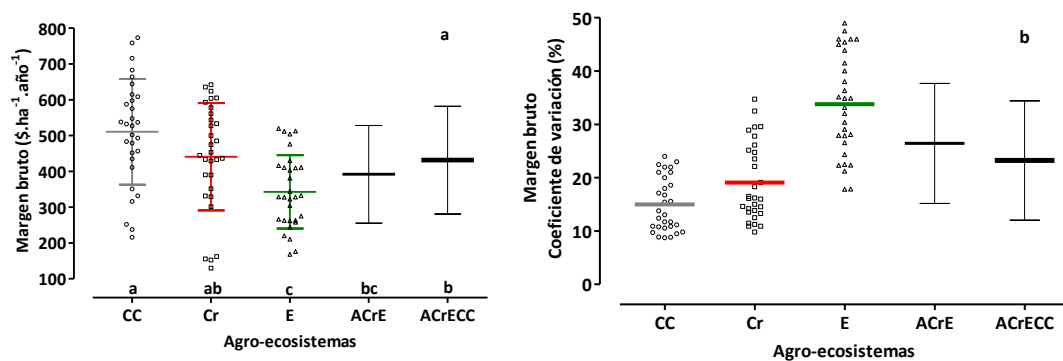 Margen bruto ($.ha⁻¹.año⁻¹)
800
700
600
500
400
300
200
100
a
a ab c bc b
CC Cr E ACrE ACrECC
Agro-ecosistemas
Margen bruto
Coeficiente de variación (%)
50
40
30
20
10
0
b
CC Cr E ACrE ACrECC
Agro-ecosistemas